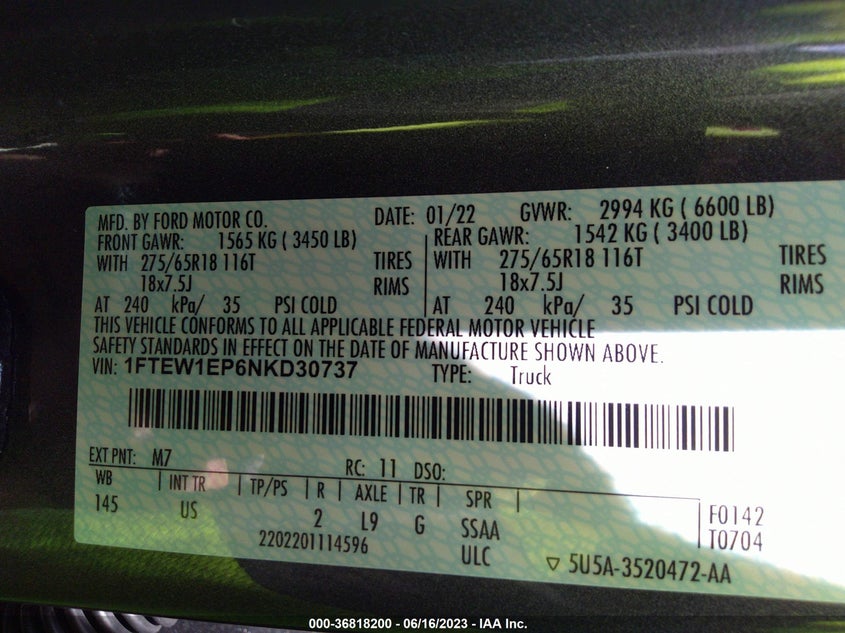 MFD. BY FORD MOTOR CO. DATE: 01/22 GVWR: 2994 KG ( 6600 LB)
FRONT GAWR: 1565 KG ( 3450 LB) REAR GAWR: 1542 KG ( 3400 LB)
WITH 275/65R18 116T TIRES WITH 275/65R18 116T TIRES
18x7.5J RIMS 18x7.5J RIMS
AT 240 kPa/ 35 PSI COLD AT 240 kPa/ 35 PSI COLD
THIS VEHICLE CONFORMS TO ALL APPLICABLE FEDERAL MOTOR VEHICLE
SAFETY STANDARDS IN EFFECT ON THE DATE OF MANUFACTURE SHOWN ABOVE.
VIN: 1FTEW1EP6NKD30737 TYPE: Truck
EXT PNT: M7 RC: 11 DSO:
WB INT TR TP/PS R AXLE TR SPR
145 US 2 L9 G SSAA F0142
2202201114596 ULC T0704
5U5A-3520472-AA
000-36818200 - 06/16/2023 - IAA Inc.